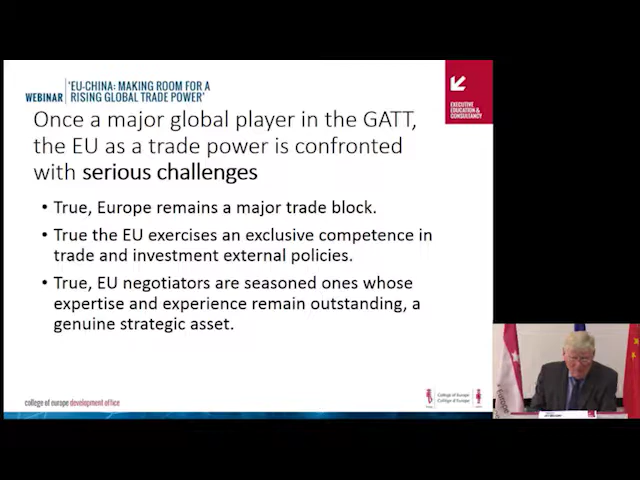 WEBINAR
'EU-CHINA: MAKING ROOM FOR A
RISING GLOBAL TRADE POWER'
EXECUTIVE
EDUCATION &
CONSULTANCY
Once a major global player in the GATT,
the EU as a trade power is confronted
with serious challenges
• True, Europe remains a major trade block.
• True the EU exercises an exclusive competence in
trade and investment external policies.
• True, EU negotiators are seasoned ones whose
expertise and experience remain outstanding, a
genuine strategic asset.
college of europe development office
College of Europe
Collège d'Europe